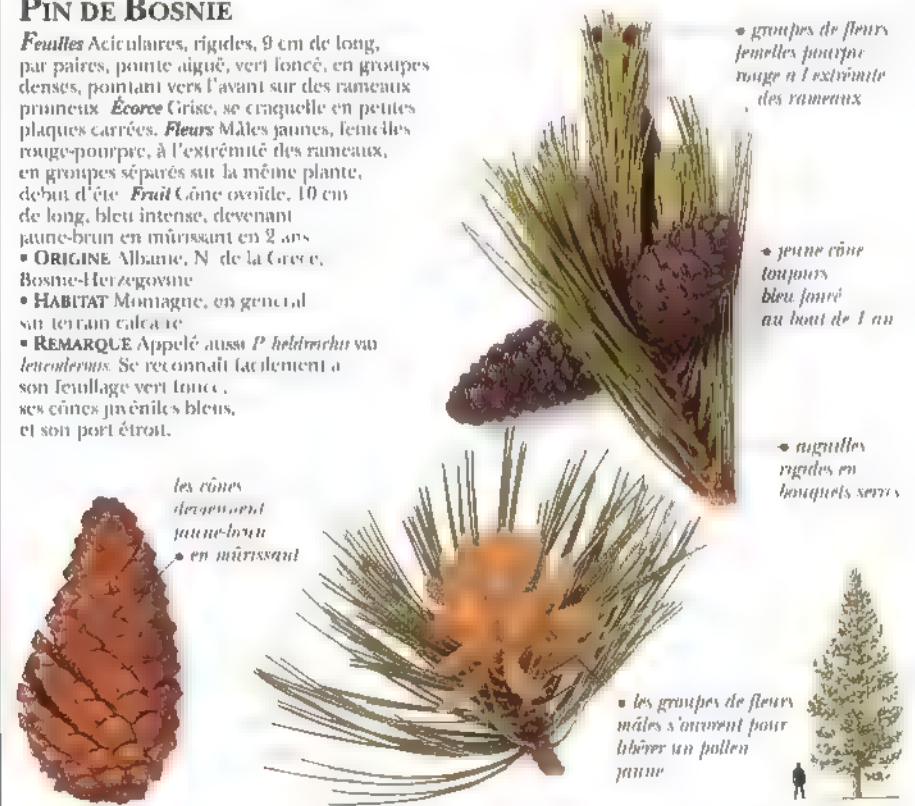 PIN DE BOSNIE
Feuilles Aciculaires, rigides, 9 cm de long,
par paires, pointe aiguë, vert foncé, en groupes
denses, pointant vers l'avant sur des rameaux
pruineux Écorce Grise, se craquelle en petites
plaques carrées. Fleurs Mâles jaunes, femelles
rouge-pourpre, à l'extrémité des rameaux,
en groupes séparés sur la même plante,
début d'été Fruit Cône ovoïde, 10 cm
de long, bleu intense, devenant
jaune-brun en mûrissant en 2 ans
• ORIGINE Albanie, N. de la Grèce,
Bosnie-Herzégovine
• HABITAT Montagne, en général
sur terrain calcaire
• REMARQUE Appelé aussi P. heldreichii var.
leucodermis. Se reconnaît facilement à
son feuillage vert foncé,
ses cônes juvéniles bleus,
et son port étroit.
• groupes de fleurs
femelles pourpre
rouge à l'extrémité
des rameaux
• jeune cône
toujours
bleu foncé
au bout de 1 an
• aiguilles
rigides en
bouquets serrés
les cônes
deviennent
jaune-brun
• en mûrissant
• les groupes de fleurs
mâles s'ouvrent pour
libérer un pollen
jaune